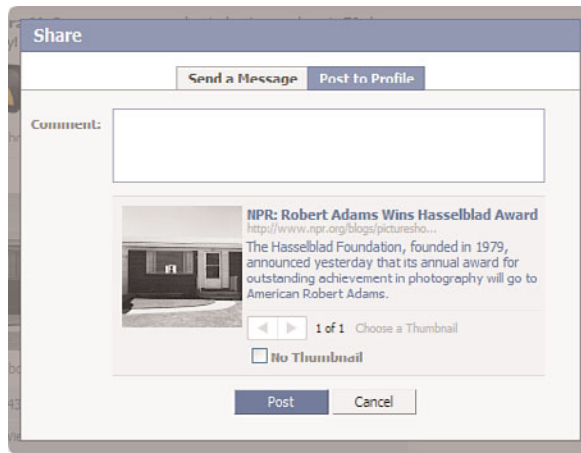 Share
Send a Message Post to Profile
Comment:
NPR: Robert Adams Wins Hasselblad Award
http://www.npr.org/blogs/picturesho...
The Hasselblad Foundation, founded in 1979,
announced yesterday that its annual award for
outstanding achievement in photography will go to
American Robert Adams.
1 of 1 Choose a Thumbnail
No Thumbnail
Post Cancel